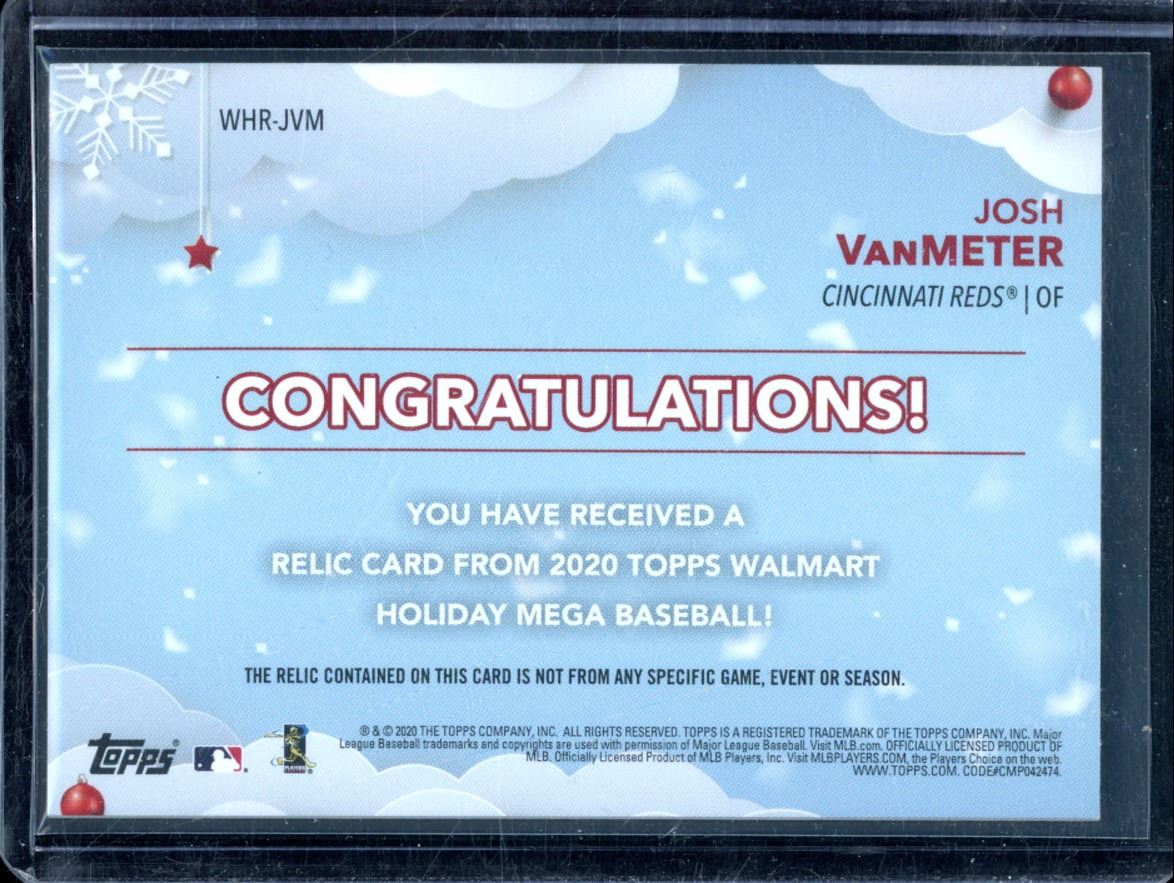 WHR-JVM
JOSH
VANMETER
CINCINNATI REDS® | OF
CONGRATULATIONS!
YOU HAVE RECEIVED A
RELIC CARD FROM 2020 TOPPS WALMART
HOLIDAY MEGA BASEBALL!
THE RELIC CONTAINED ON THIS CARD IS NOT FROM ANY SPECIFIC GAME, EVENT OR SEASON.
® & © 2020 THE TOPPS COMPANY, INC. ALL RIGHTS RESERVED. TOPPS IS A REGISTERED TRADEMARK OF THE TOPPS COMPANY, INC. Major
League Baseball trademarks and copyrights are used with permission of Major League Baseball. Visit MLB.com. OFFICIALLY LICENSED PRODUCT OF
MLB. Officially Licensed Product of MLB Players, Inc. Visit MLBPLAYERS.COM, the Players Choice on the web.
WWW.TOPPS.COM. CODE#CMP042474.
topps®
PLAYERS